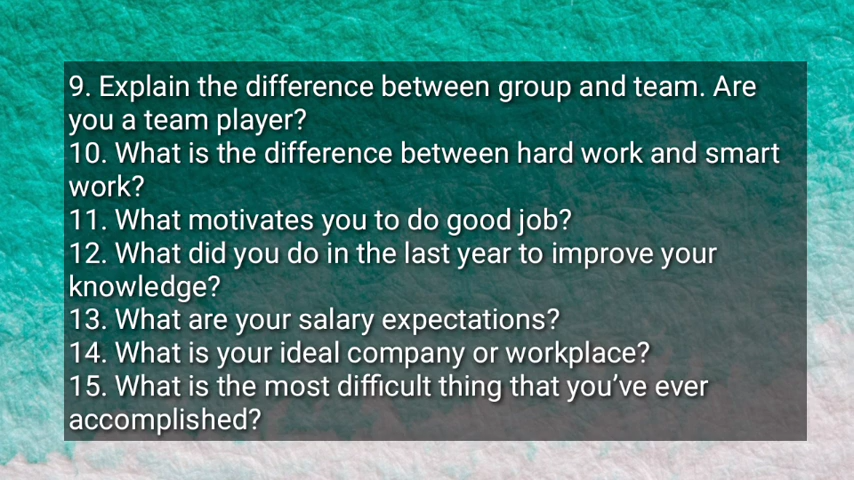 9. Explain the difference between group and team. Are
you a team player?
10. What is the difference between hard work and smart
work?
11. What motivates you to do good job?
12. What did you do in the last year to improve your
knowledge?
13. What are your salary expectations?
14. What is your ideal company or workplace?
15. What is the most difficult thing that you’ve ever
accomplished?